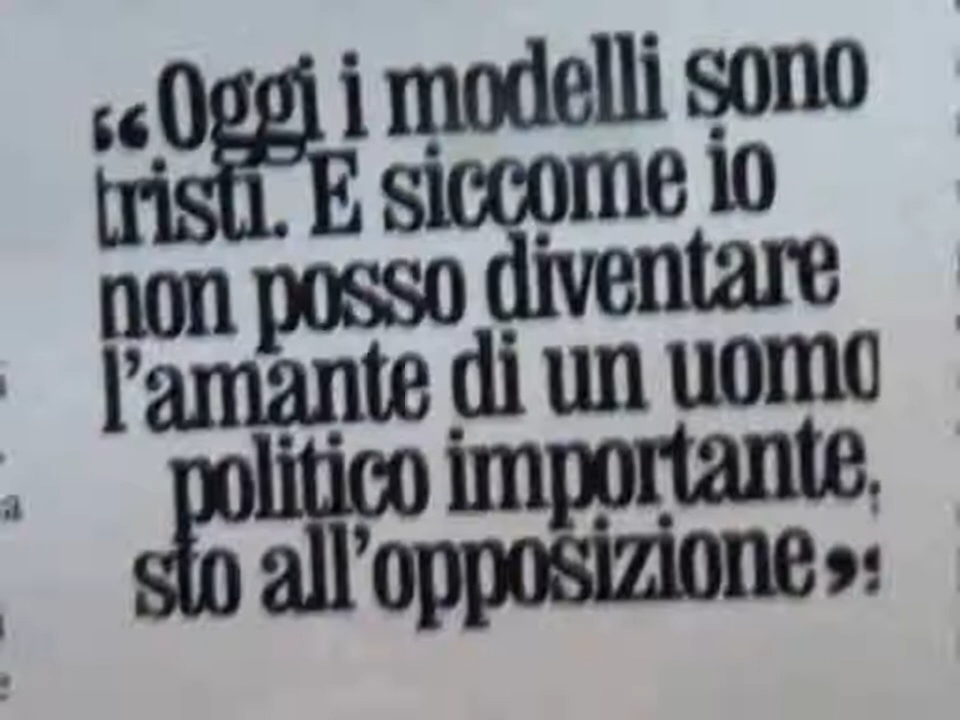 “Oggi i modelli sono
tristi. E siccome io
non posso diventare
l’amante di un uomo
politico importante,
sto all’opposizione”